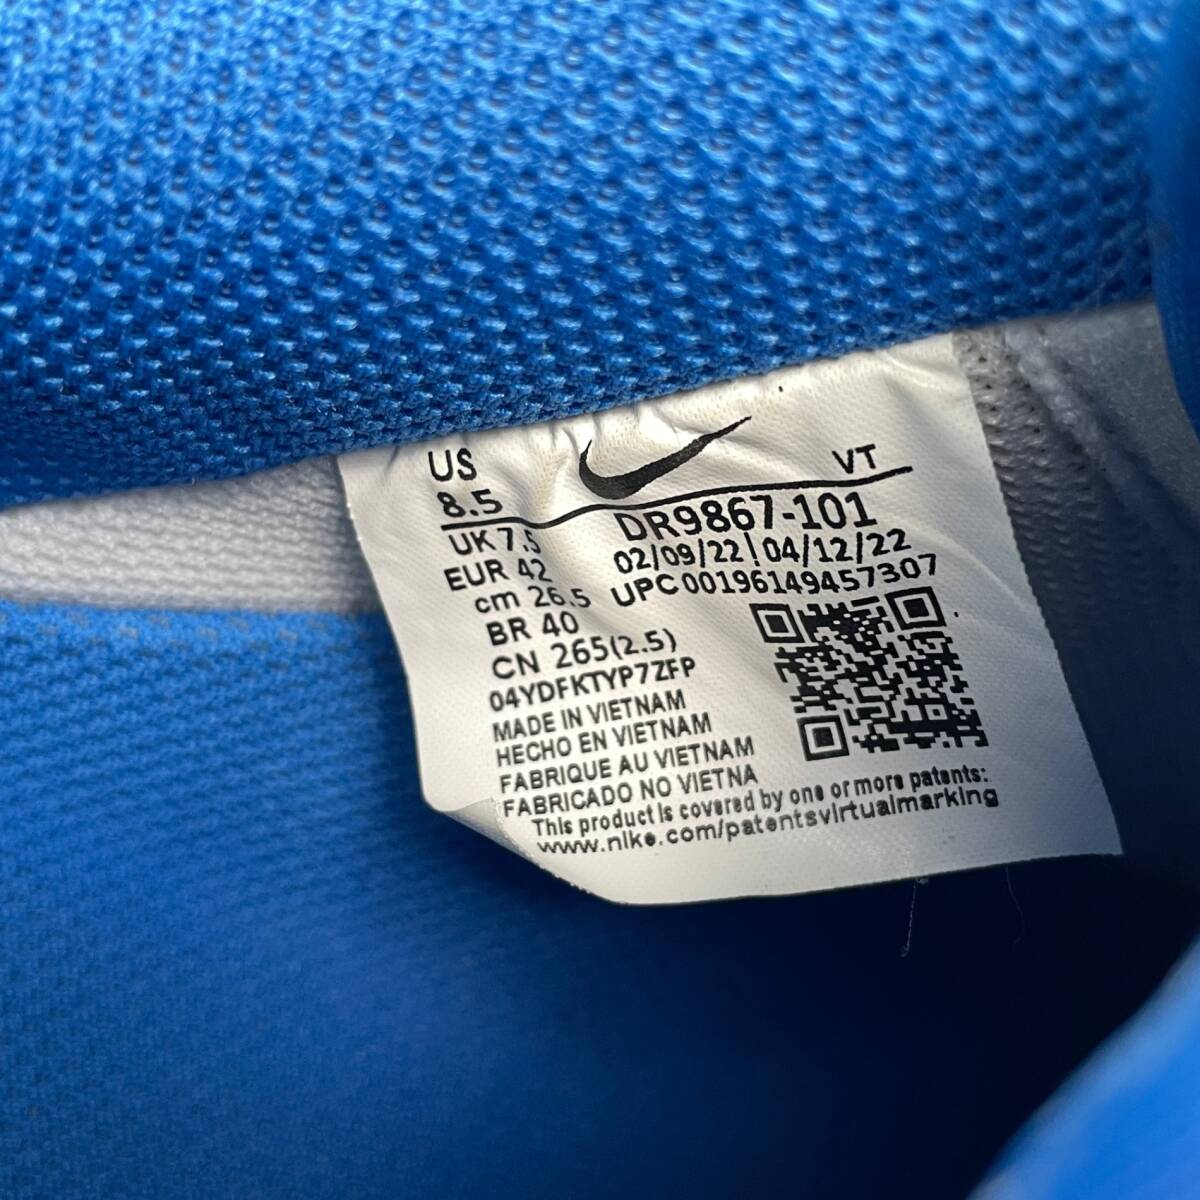 US
8.5
VT
UK 7.5
DR9867-101
EUR 42
02/09/22 | 04/12/22
cm 26.5
UPC 00196149457307
BR 40
CN 265(2.5)
04YDFKTYP7ZFP
MADE IN VIETNAM
HECHO EN VIETNAM
FABRIQUE AU VIETNAM
FABRICADO NO VIETNA
This product is covered by one or more patents:
www.nike.com/patentsvirtualmarking